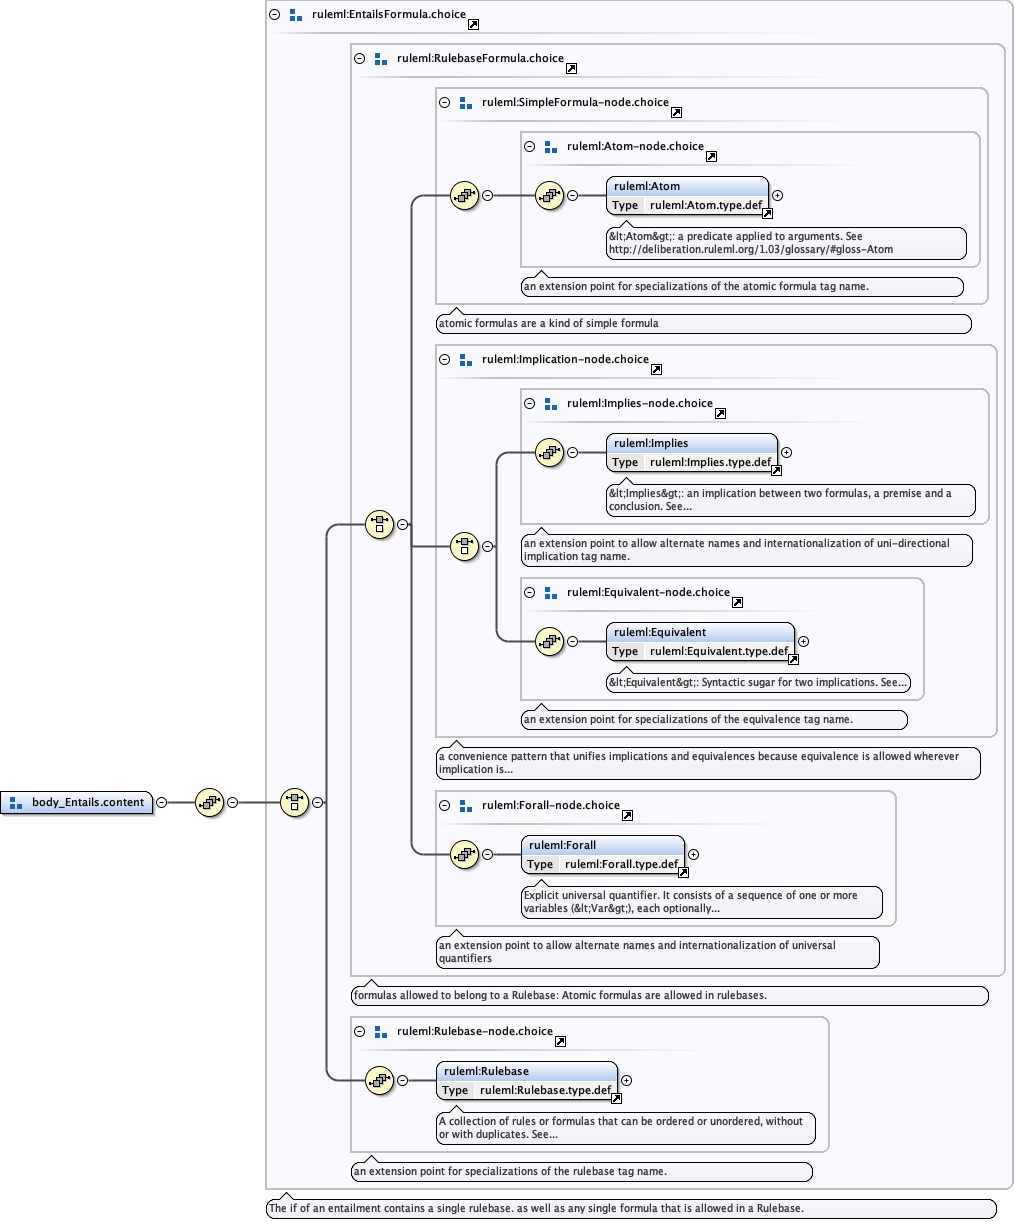 ruleml:EntailsFormula.choice
ruleml:RulebaseFormula.choice
ruleml:SimpleFormula-node.choice
ruleml:Atom-node.choice
ruleml:Atom
Type ruleml:Atom.type.def
&lt;Atom&gt;: a predicate applied to arguments. See
http://deliberation.ruleml.org/1.03/glossary/#gloss-Atom
an extension point for specializations of the atomic formula tag name.
atomic formulas are a kind of simple formula
ruleml:Implication-node.choice
ruleml:Implies-node.choice
ruleml:Implies
Type ruleml:Implies.type.def
&lt;Implies&gt;: an implication between two formulas, a premise and a
conclusion. See...
an extension point to allow alternate names and internationalization of uni-directional
implication tag name.
ruleml:Equivalent-node.choice
ruleml:Equivalent
Type ruleml:Equivalent.type.def
&lt;Equivalent&gt;: Syntactic sugar for two implications. See...
an extension point for specializations of the equivalence tag name.
a convenience pattern that unifies implications and equivalences because equivalence is allowed wherever
implication is...
body_Entails.content
ruleml:Forall-node.choice
ruleml:Forall
Type ruleml:Forall.type.def
Explicit universal quantifier. It consists of a sequence of one or more
variables (&lt;Var&gt;), each optionally...
an extension point to allow alternate names and internationalization of universal
quantifiers
formulas allowed to belong to a Rulebase: Atomic formulas are allowed in rulebases.
ruleml:Rulebase-node.choice
ruleml:Rulebase
Type ruleml:Rulebase.type.def
A collection of rules or formulas that can be ordered or unordered, without
or with duplicates. See...
an extension point for specializations of the rulebase tag name.
The if of an entailment contains a single rulebase. as well as any single formula that is allowed in a Rulebase.